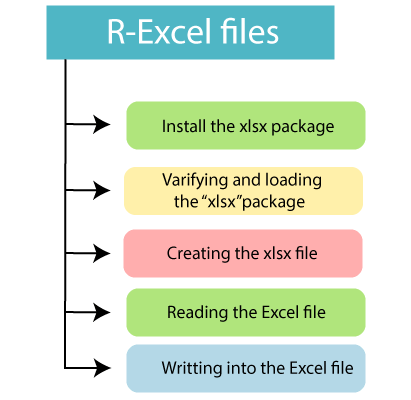 R-Excel files
Install the xlsx package
Varifying and loading
the “xlsx”package
Creating the xlsx file
Reading the Excel file
Writting into the Excel file